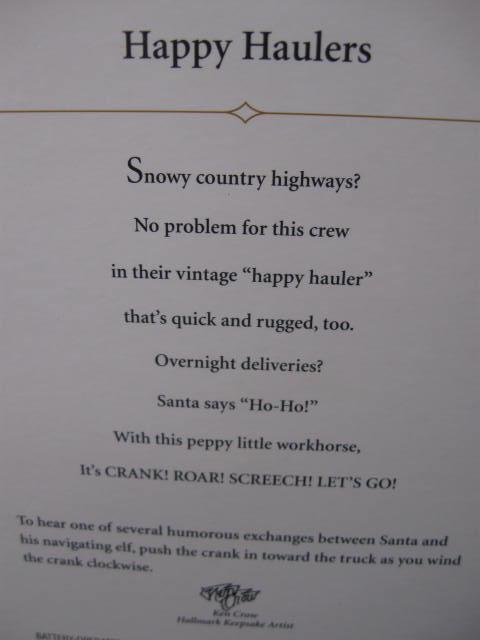 Happy Haulers
Snowy country highways?
No problem for this crew
in their vintage “happy hauler”
that’s quick and rugged, too.
Overnight deliveries?
Santa says “Ho-Ho!”
With this peppy little workhorse,
It’s CRANK! ROAR! SCREECH! LET’S GO!
To hear one of several humorous exchanges between Santa and
his navigating elf, push the crank in toward the truck as you wind
the crank clockwise.
Ken Crow
Hallmark Keepsake Artist